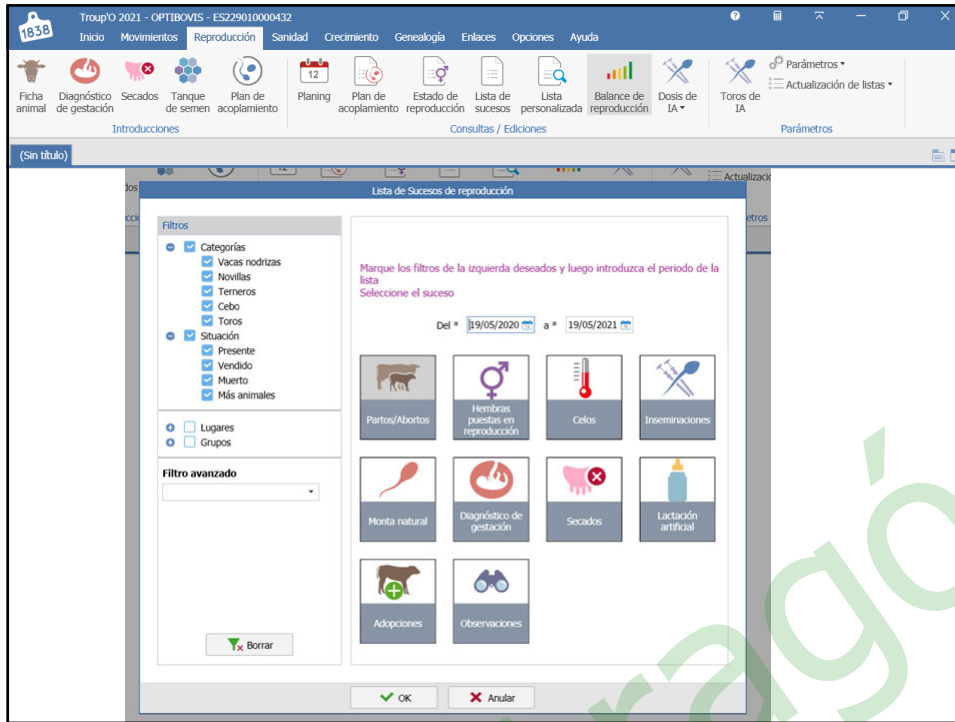 1838
Troup'O 2021 - OPTIBOVIS - ES229010000432
Inicio Movimientos Reproducción Sanidad Crecimiento Genealogía Enlaces Opciones Ayuda
Ficha animal
Diagnóstico de gestación
Secados
Tanque de semen
Plan de acoplamiento
Introducciones
12
Planing
Plan de acoplamiento
Estado de reproducción
Lista de sucesos
Lista personalizada
Balance de reproducción
Dosis de IA
Consultas / Ediciones
Toros de IA
Parámetros
Actualización de listas
Parámetros
(Sin título)
Lista de Sucesos de reproducción
Filtros
Categorías
Vacas nodrizas
Novillas
Terneros
Cebo
Toros
Situación
Presente
Vendido
Muerto
Más animales
Lugares
Grupos
Filtro avanzado
Borrar
Marque los filtros de la izquierda deseados y luego introduzca el periodo de la
lista
Seleccione el suceso
Del * 19/05/2020 a * 19/05/2021
Partos/Abortos
Hembras puestas en reproducción
Celos
Inseminaciones
Monta natural
Diagnóstico de gestación
Secados
Lactación artificial
Adopciones
Observaciones
OK Anular